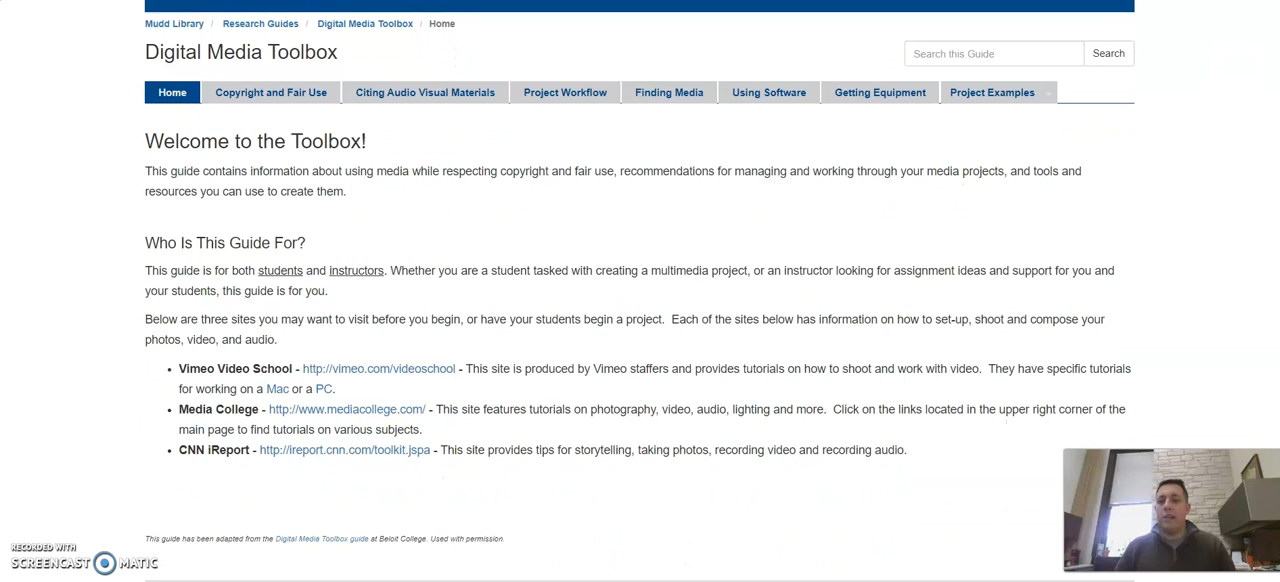 Mudd Library / Research Guides / Digital Media Toolbox / Home
Digital Media Toolbox
Search this Guide Search
Home Copyright and Fair Use Citing Audio Visual Materials Project Workflow Finding Media Using Software Getting Equipment Project Examples
Welcome to the Toolbox!
This guide contains information about using media while respecting copyright and fair use, recommendations for managing and working through your media projects, and tools and
resources you can use to create them.
Who Is This Guide For?
This guide is for both students and instructors. Whether you are a student tasked with creating a multimedia project, or an instructor looking for assignment ideas and support for you and
your students, this guide is for you.
Below are three sites you may want to visit before you begin, or have your students begin a project. Each of the sites below has information on how to set-up, shoot and compose your
photos, video, and audio.
• Vimeo Video School - http://vimeo.com/videoschool - This site is produced by Vimeo staffers and provides tutorials on how to shoot and work with video. They have specific tutorials
for working on a Mac or a PC.
• Media College - http://www.mediacollege.com/ - This site features tutorials on photography, video, audio, lighting and more. Click on the links located in the upper right corner of the
main page to find tutorials on various subjects.
• CNN iReport - http://ireport.cnn.com/toolkit.jspa - This site provides tips for storytelling, taking photos, recording video and recording audio.
This guide has been adapted from the Digital Media Toolbox guide at Beloit College. Used with permission.
RECORDED WITH
SCREENCAST MATIC